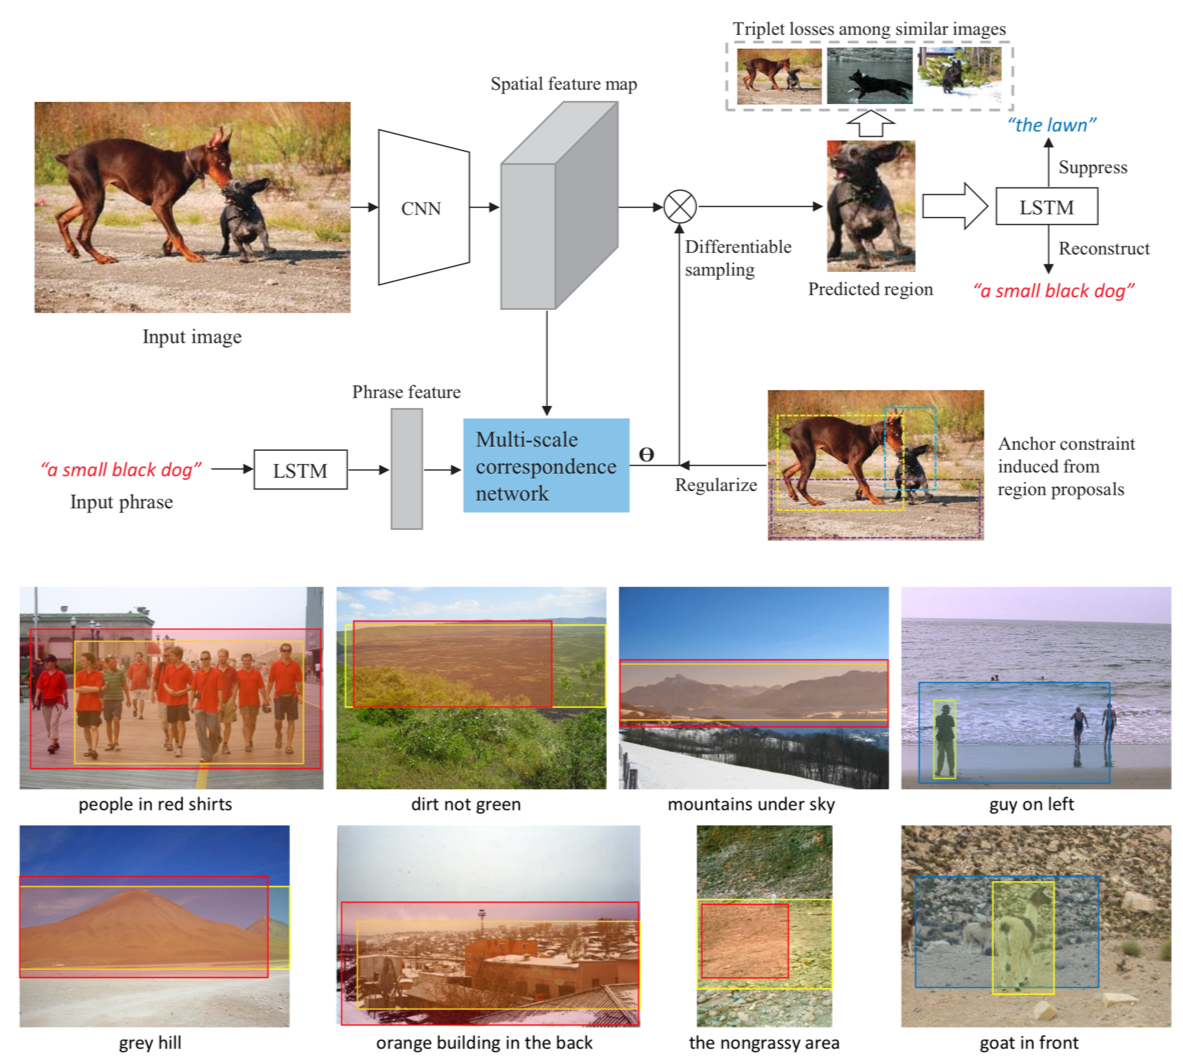 Triplet losses among similar images
Spatial feature map
"the lawn"
Suppress
CNN
LSTM
Differentiable
sampling
Reconstruct
Predicted region
"a small black dog"
Input image
Phrase feature
Multi-scale
correspondence
network
Θ
Anchor constraint
induced from
region proposals
"a small black dog"
LSTM
Regularize
Input phrase
people in red shirts
dirt not green
mountains under sky
guy on left
grey hill
orange building in the back
the nongrassy area
goat in front